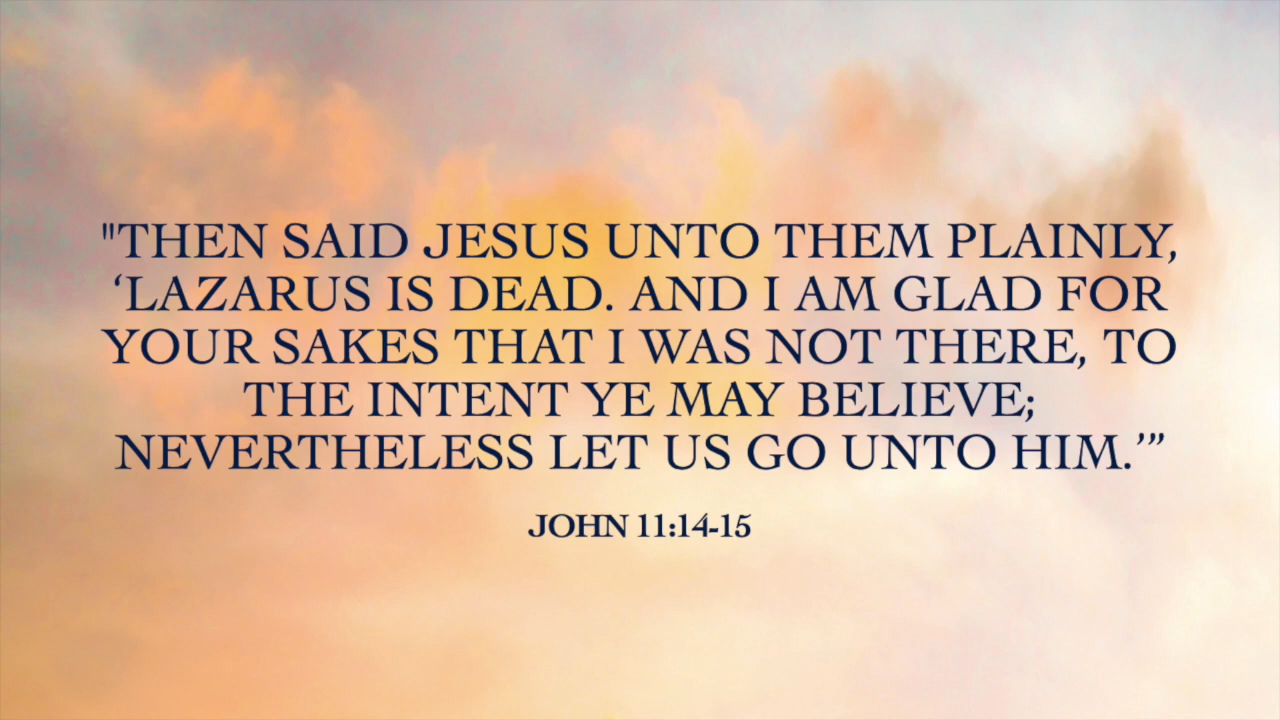 "THEN SAID JESUS UNTO THEM PLAINLY,
‘LAZARUS IS DEAD. AND I AM GLAD FOR
YOUR SAKES THAT I WAS NOT THERE, TO
THE INTENT YE MAY BELIEVE;
NEVERTHELESS LET US GO UNTO HIM.’”
JOHN 11:14-15